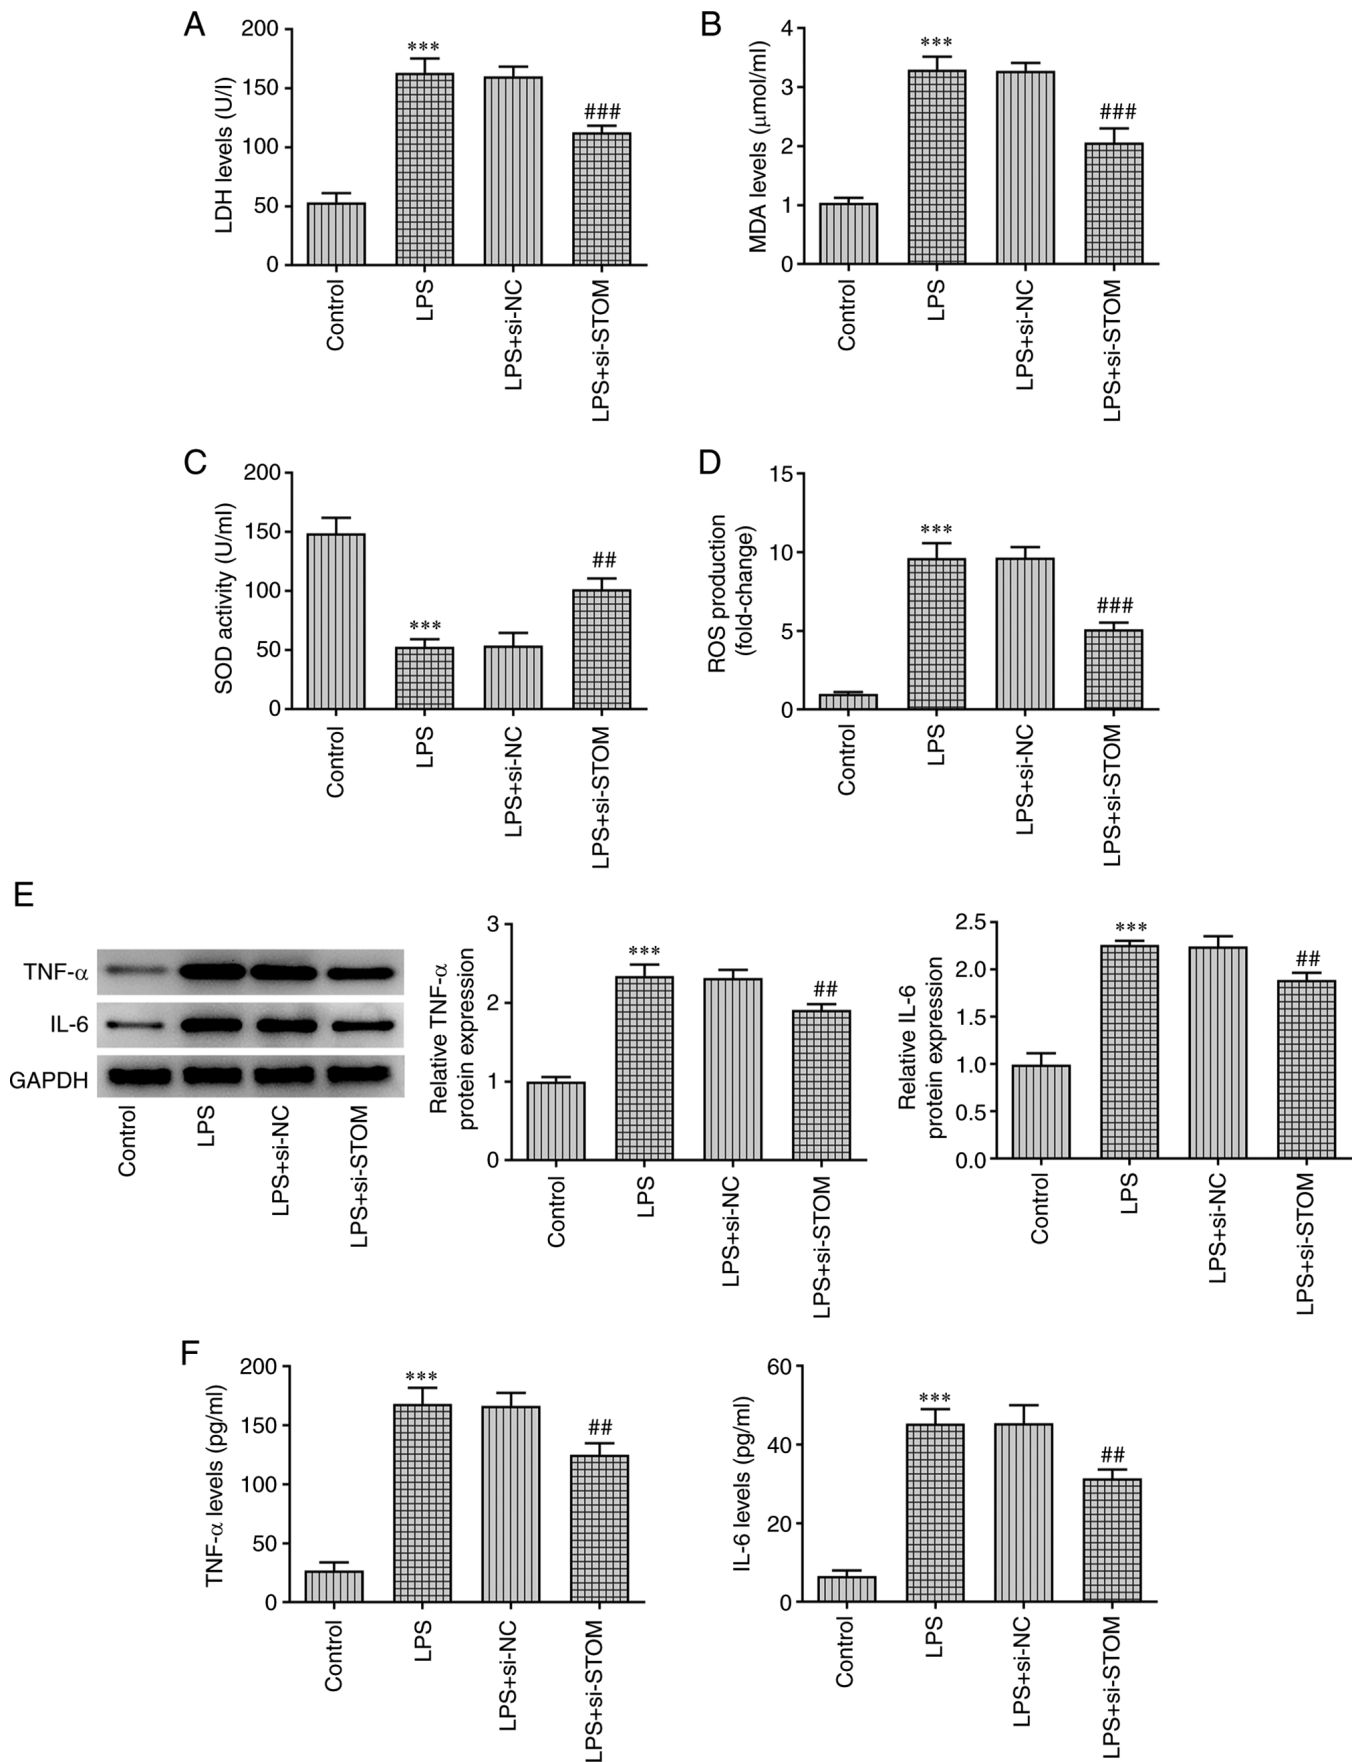 A
LDH levels (U/l)
200
150
100
50
0
***
###
Control
LPS
LPS+si-NC
LPS+si-STOM
B
MDA levels (μmol/ml)
4
3
2
1
0
***
###
Control
LPS
LPS+si-NC
LPS+si-STOM
C
SOD activity (U/ml)
200
150
100
50
0
***
##
Control
LPS
LPS+si-NC
LPS+si-STOM
D
ROS production
(fold-change)
15
10
5
0
***
###
Control
LPS
LPS+si-NC
LPS+si-STOM
E
TNF-α
IL-6
GAPDH
Control
LPS
LPS+si-NC
LPS+si-STOM
Relative TNF-α
protein expression
3
2
1
0
***
##
Control
LPS
LPS+si-NC
LPS+si-STOM
Relative IL-6
protein expression
2.5
2.0
1.5
1.0
0.5
0.0
***
##
Control
LPS
LPS+si-NC
LPS+si-STOM
F
TNF-α levels (pg/ml)
200
150
100
50
0
***
##
Control
LPS
LPS+si-NC
LPS+si-STOM
IL-6 levels (pg/ml)
60
40
20
0
***
##
Control
LPS
LPS+si-NC
LPS+si-STOM